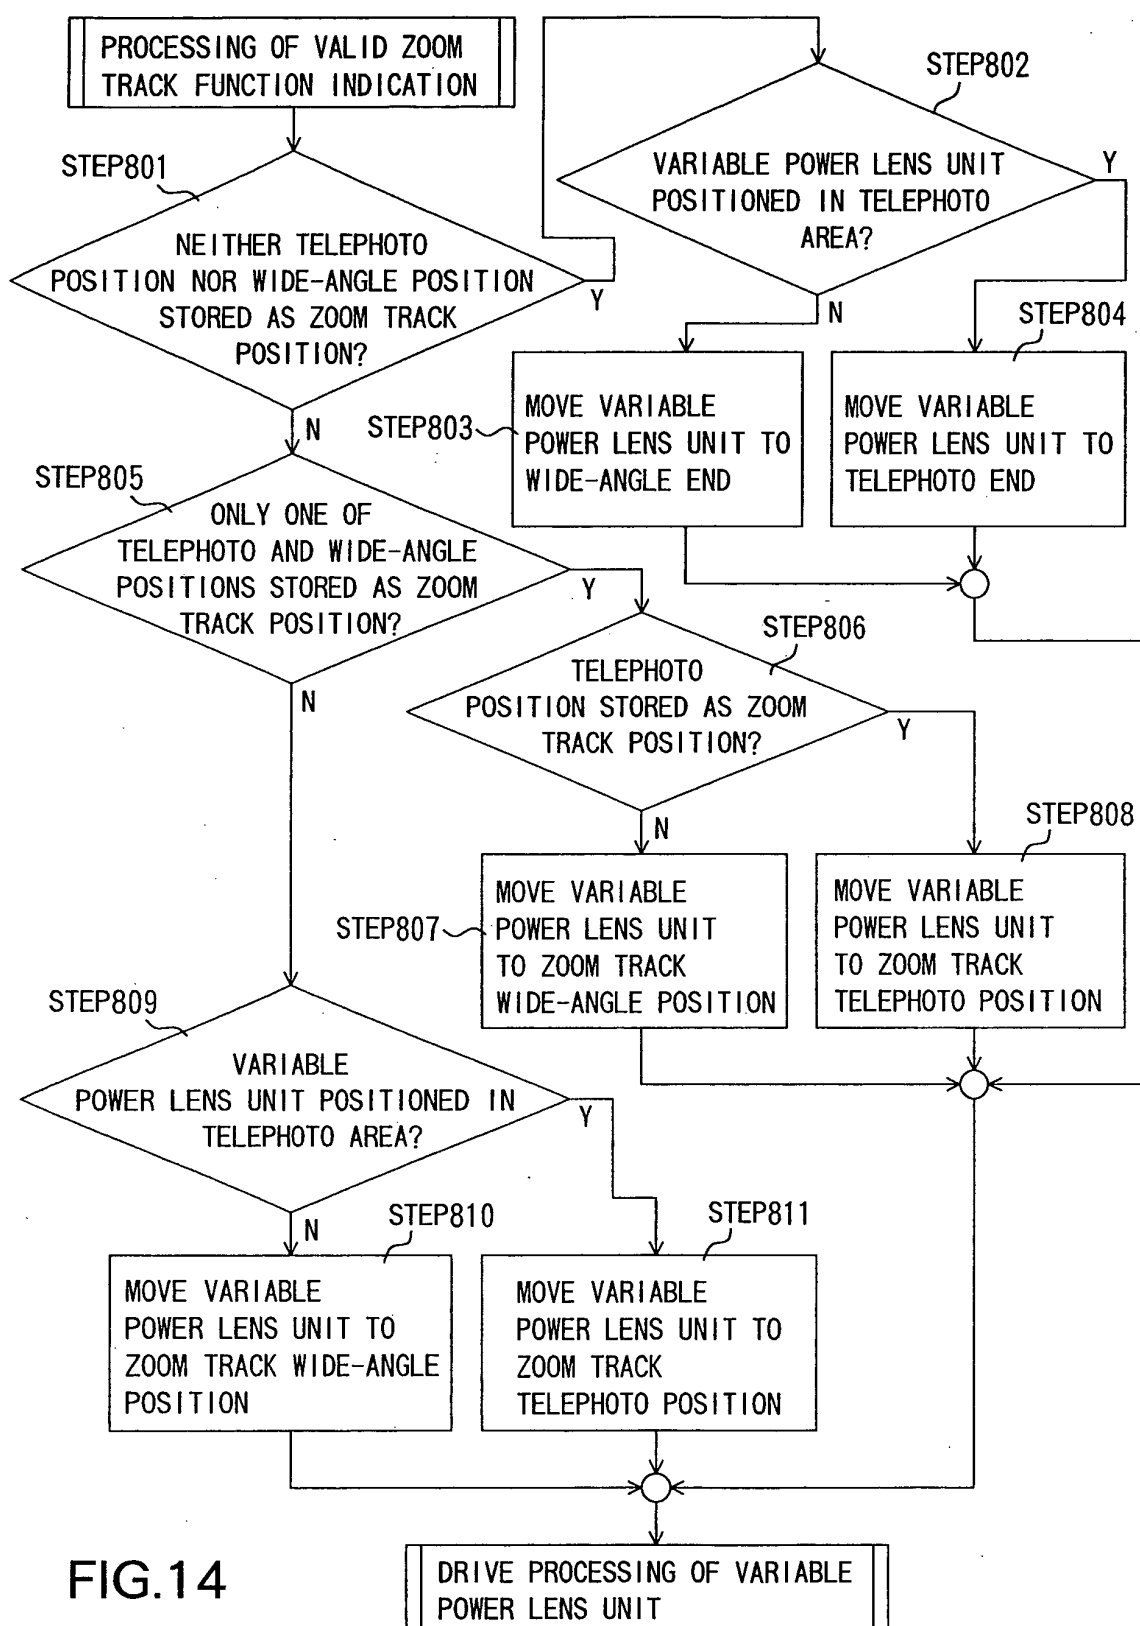 PROCESSING OF VALID ZOOM
TRACK FUNCTION INDICATION
STEP801
NEITHER TELEPHOTO
POSITION NOR WIDE-ANGLE POSITION
STORED AS ZOOM TRACK
POSITION?
Y
N
STEP802
VARIABLE POWER LENS UNIT
POSITIONED IN TELEPHOTO
AREA?
Y
N
STEP803
MOVE VARIABLE
POWER LENS UNIT TO
WIDE-ANGLE END
STEP804
MOVE VARIABLE
POWER LENS UNIT TO
TELEPHOTO END
STEP805
ONLY ONE OF
TELEPHOTO AND WIDE-ANGLE
POSITIONS STORED AS ZOOM
TRACK POSITION?
Y
N
STEP806
TELEPHOTO
POSITION STORED AS ZOOM
TRACK POSITION?
Y
N
STEP807
MOVE VARIABLE
POWER LENS UNIT
TO ZOOM TRACK
WIDE-ANGLE POSITION
STEP808
MOVE VARIABLE
POWER LENS UNIT
TO ZOOM TRACK
TELEPHOTO POSITION
STEP809
VARIABLE
POWER LENS UNIT POSITIONED IN
TELEPHOTO AREA?
Y
N
STEP810
MOVE VARIABLE
POWER LENS UNIT TO
ZOOM TRACK WIDE-ANGLE
POSITION
STEP811
MOVE VARIABLE
POWER LENS UNIT TO
ZOOM TRACK
TELEPHOTO POSITION
DRIVE PROCESSING OF VARIABLE
POWER LENS UNIT
FIG.14